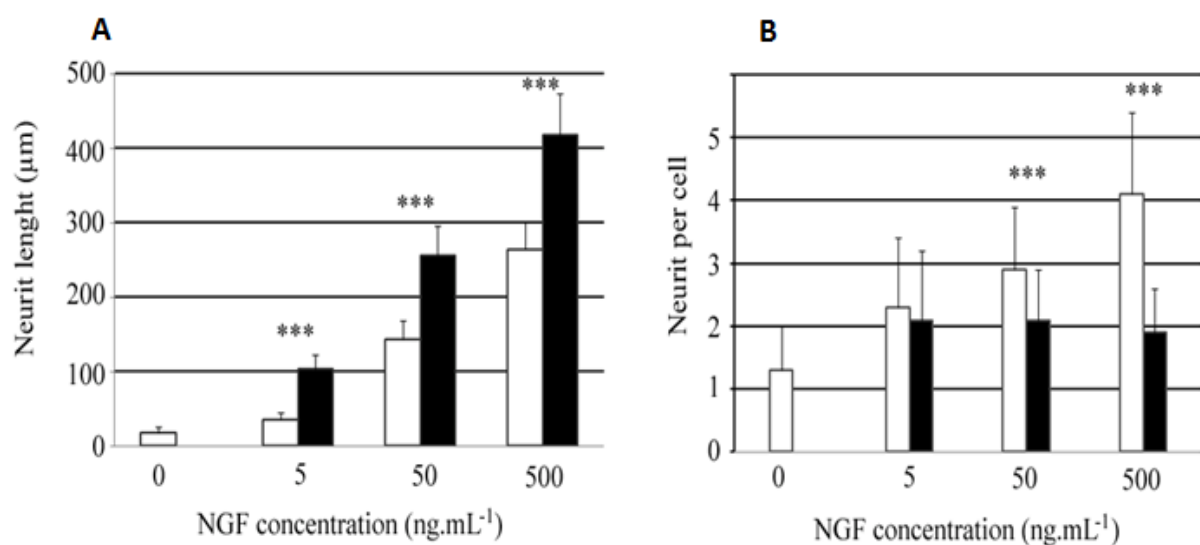 A
500
400
300
200
100
0
Neurit lenght (µm)
***
***
***
0 5 50 500
NGF concentration (ng.mL-1)
B
5
4
3
2
1
0
Neurit per cell
***
***
0 5 50 500
NGF concentration (ng.mL-1)